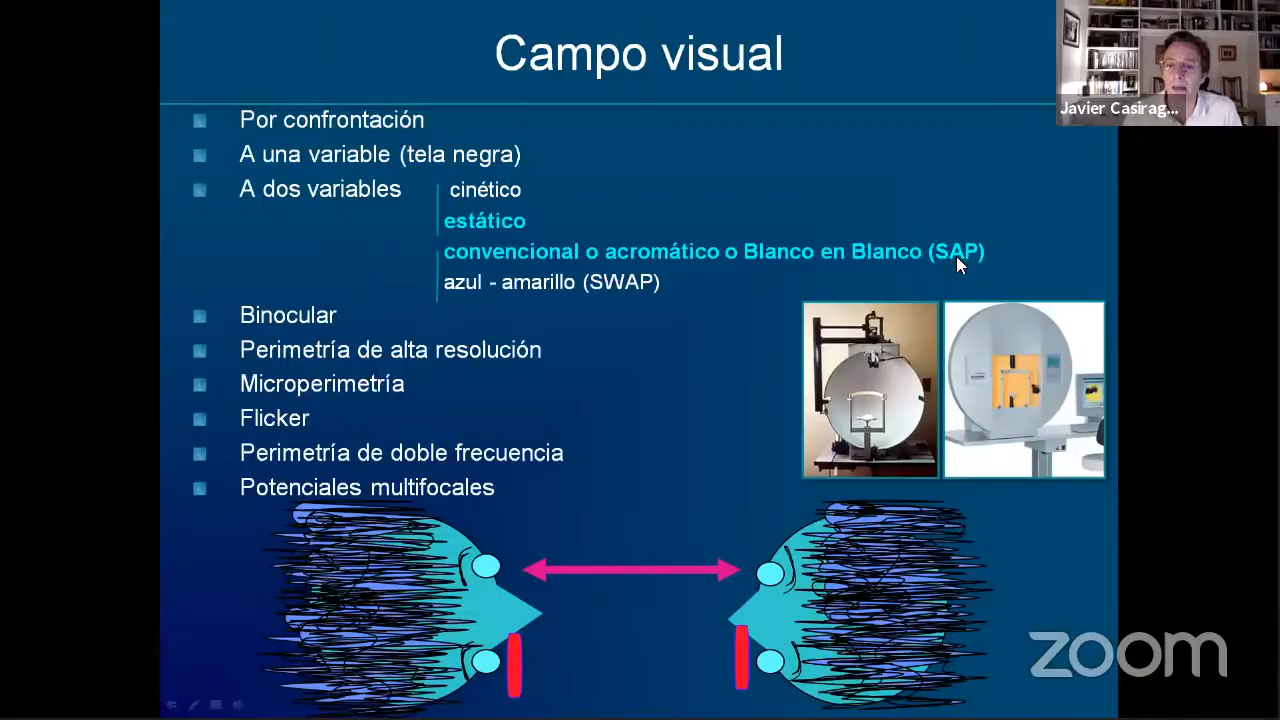 Campo visual
Javier Casirag...
Por confrontación
A una variable (tela negra)
A dos variables
cinético
estático
convencional o acromático o Blanco en Blanco (SAP)
azul - amarillo (SWAP)
Binocular
Perimetría de alta resolución
Microperimetría
Flicker
Perimetría de doble frecuencia
Potenciales multifocales
zoom